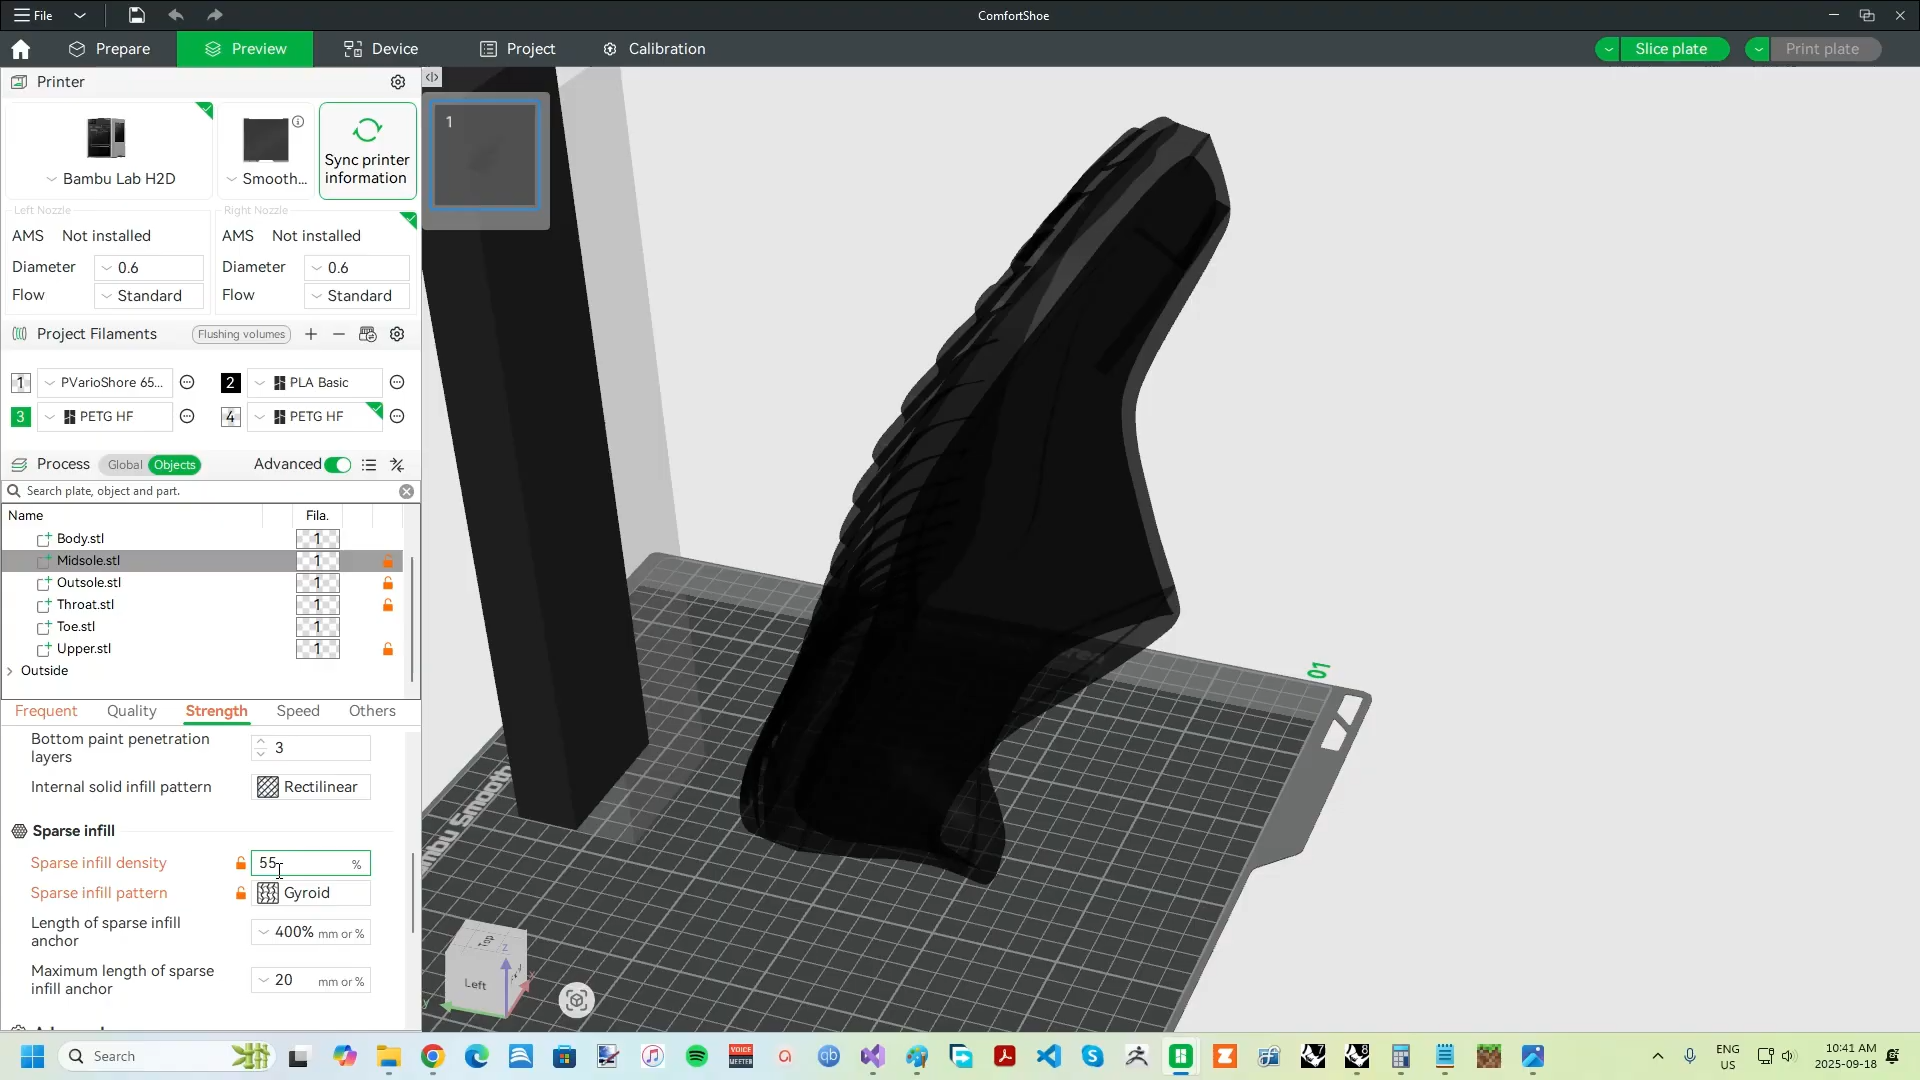 File
ComfortShoe
Prepare
Preview
Device
Project
Calibration
Slice plate
Print plate
Printer
1
Bambu Lab H2D
Smooth...
Sync printer
information
Left Nozzle
Right Nozzle
AMS Not installed
AMS Not installed
Diameter 0.6
Diameter 0.6
Flow Standard
Flow Standard
Project Filaments
Flushing volumes
1 PVarioShore 65...
2 PLA Basic
3 PETG HF
4 PETG HF
Process
Global
Objects
Advanced
Search plate, object and part.
Name
Fila.
Body.stl 1
Midsole.stl 1
Outsole.stl 1
Throat.stl 1
Toe.stl 1
Upper.stl 1
Outside
01
Frequent
Quality
Strength
Speed
Others
Bottom paint penetration
layers
3
Internal solid infill pattern
Rectilinear
Sparse infill
Sparse infill density
55 %
Sparse infill pattern
Gyroid
Length of sparse infill
anchor
400% mm or %
Maximum length of sparse
infill anchor
20 mm or %
Top
Left
z
x
y
Search
VOICE
MEETER
qb
7
8
ENG
US
10:41 AM
2025-09-18